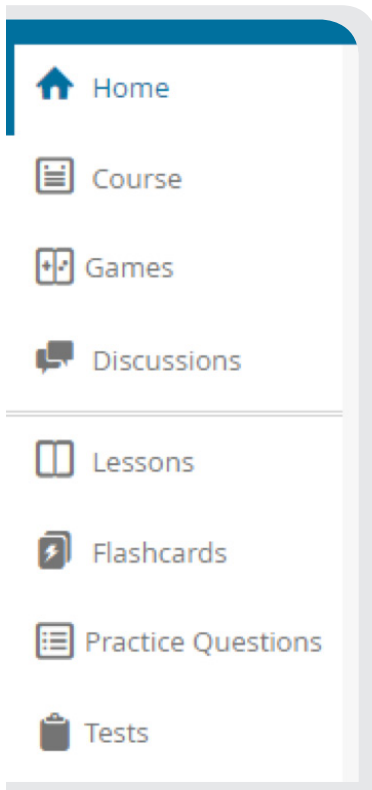 Home
Course
Games
Discussions
Lessons
Flashcards
Practice Questions
Tests